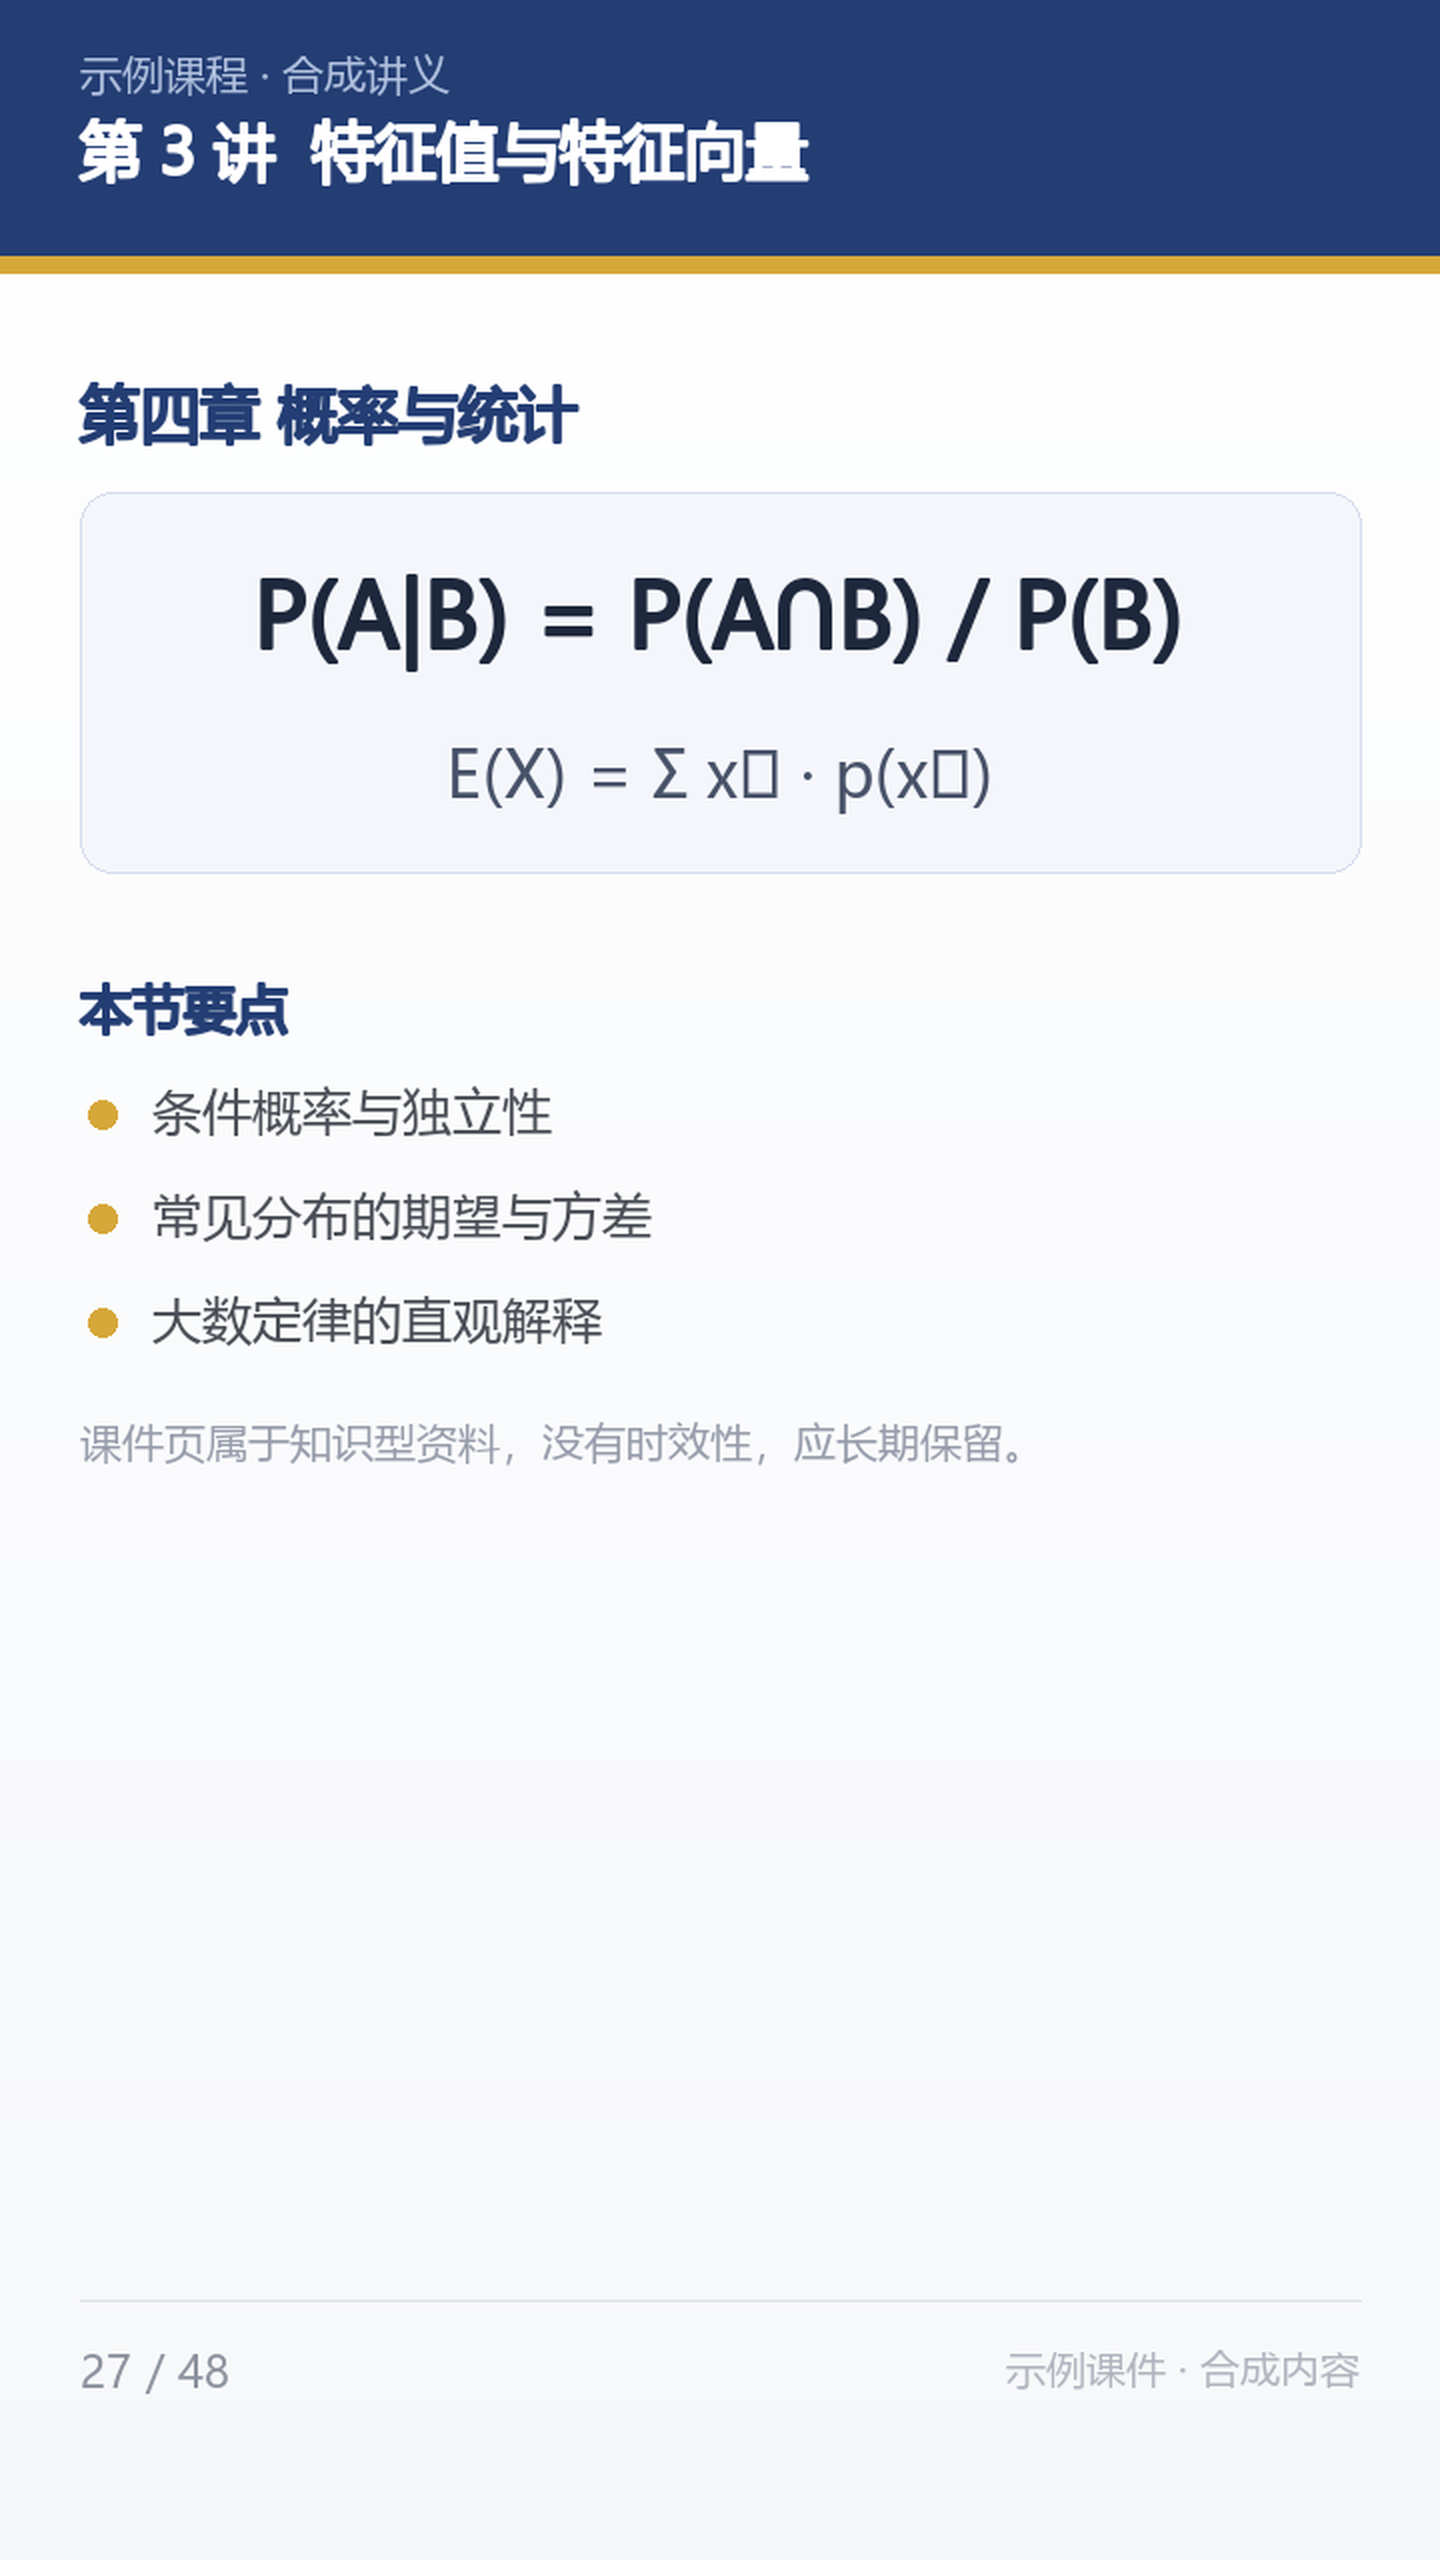 示例课程 · 合成讲义
第 3 讲 特征值与特征向量
第四章 概率与统计
P(A|B) = P(A∩B) / P(B)
E(X) = Σ x□ · p(x□)
本节要点
条件概率与独立性
常见分布的期望与方差
大数定律的直观解释
课件页属于知识型资料，没有时效性，应长期保留。
27 / 48
示例课件 · 合成内容